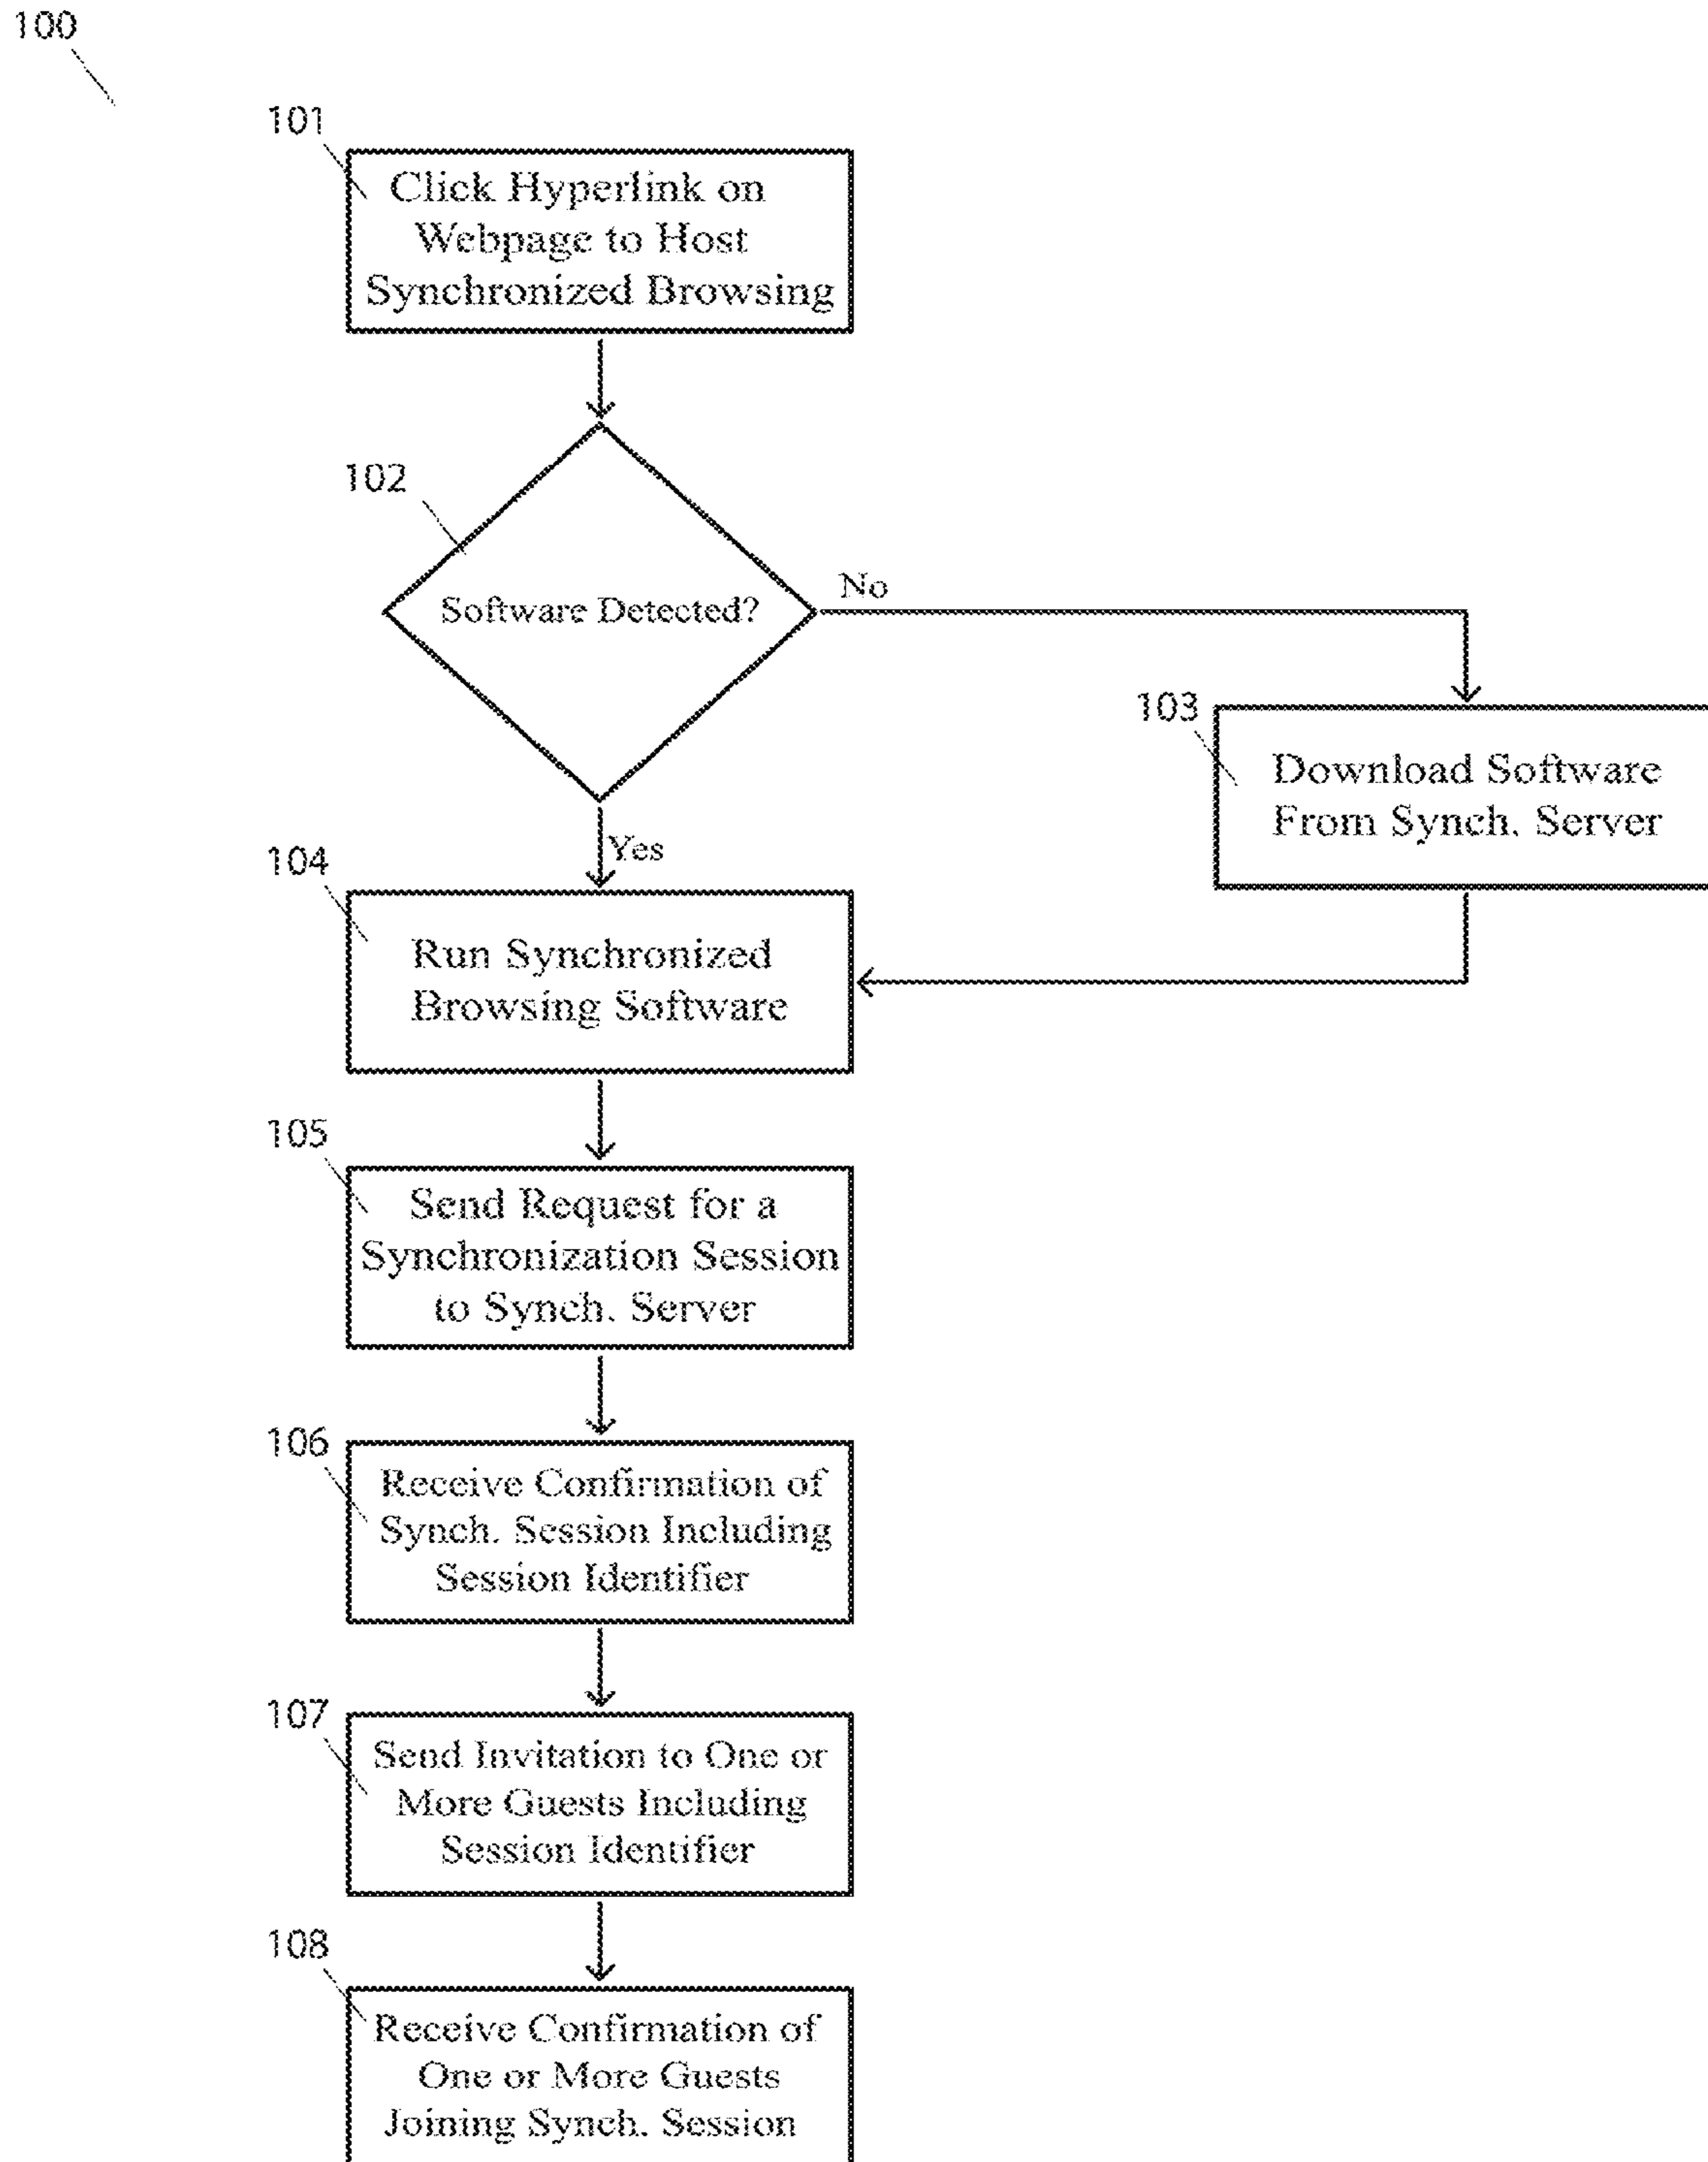 100
101
Click Hyperlink on
Webpage to Host
Synchronized Browsing
102
Software Detected?
No
103
Download Software
From Synch. Server
Yes
104
Run Synchronized
Browsing Software
105
Send Request for a
Synchronization Session
to Synch. Server
106
Receive Confirmation of
Synch. Session Including
Session Identifier
107
Send Invitation to One or
More Guests Including
Session Identifier
108
Receive Confirmation of
One or More Guests
Joining Synch. Session